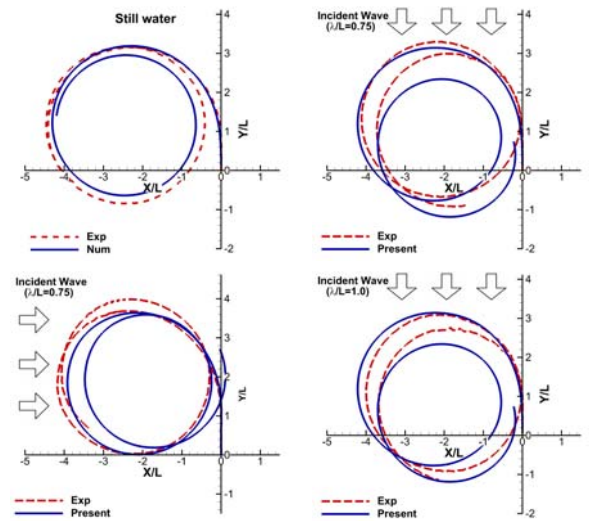 Still water
4
3
2
1
Y/L
-5
-4
-3
-2
-1
0
1
X/L
-1
-2
Exp
Num
Incident Wave
(λ/L=0.75)
4
3
2
1
Y/L
-5
-4
-3
-2
-1
0
1
X/L
-1
-2
Exp
Present
Incident Wave
(λ/L=0.75)
4
3
2
1
Y/L
-5
-4
-3
-2
-1
0
1
X/L
-1
Exp
Present
Incident Wave
(λ/L=1.0)
4
3
2
1
Y/L
-5
-4
-3
-2
-1
0
1
X/L
-1
-2
Exp
Present